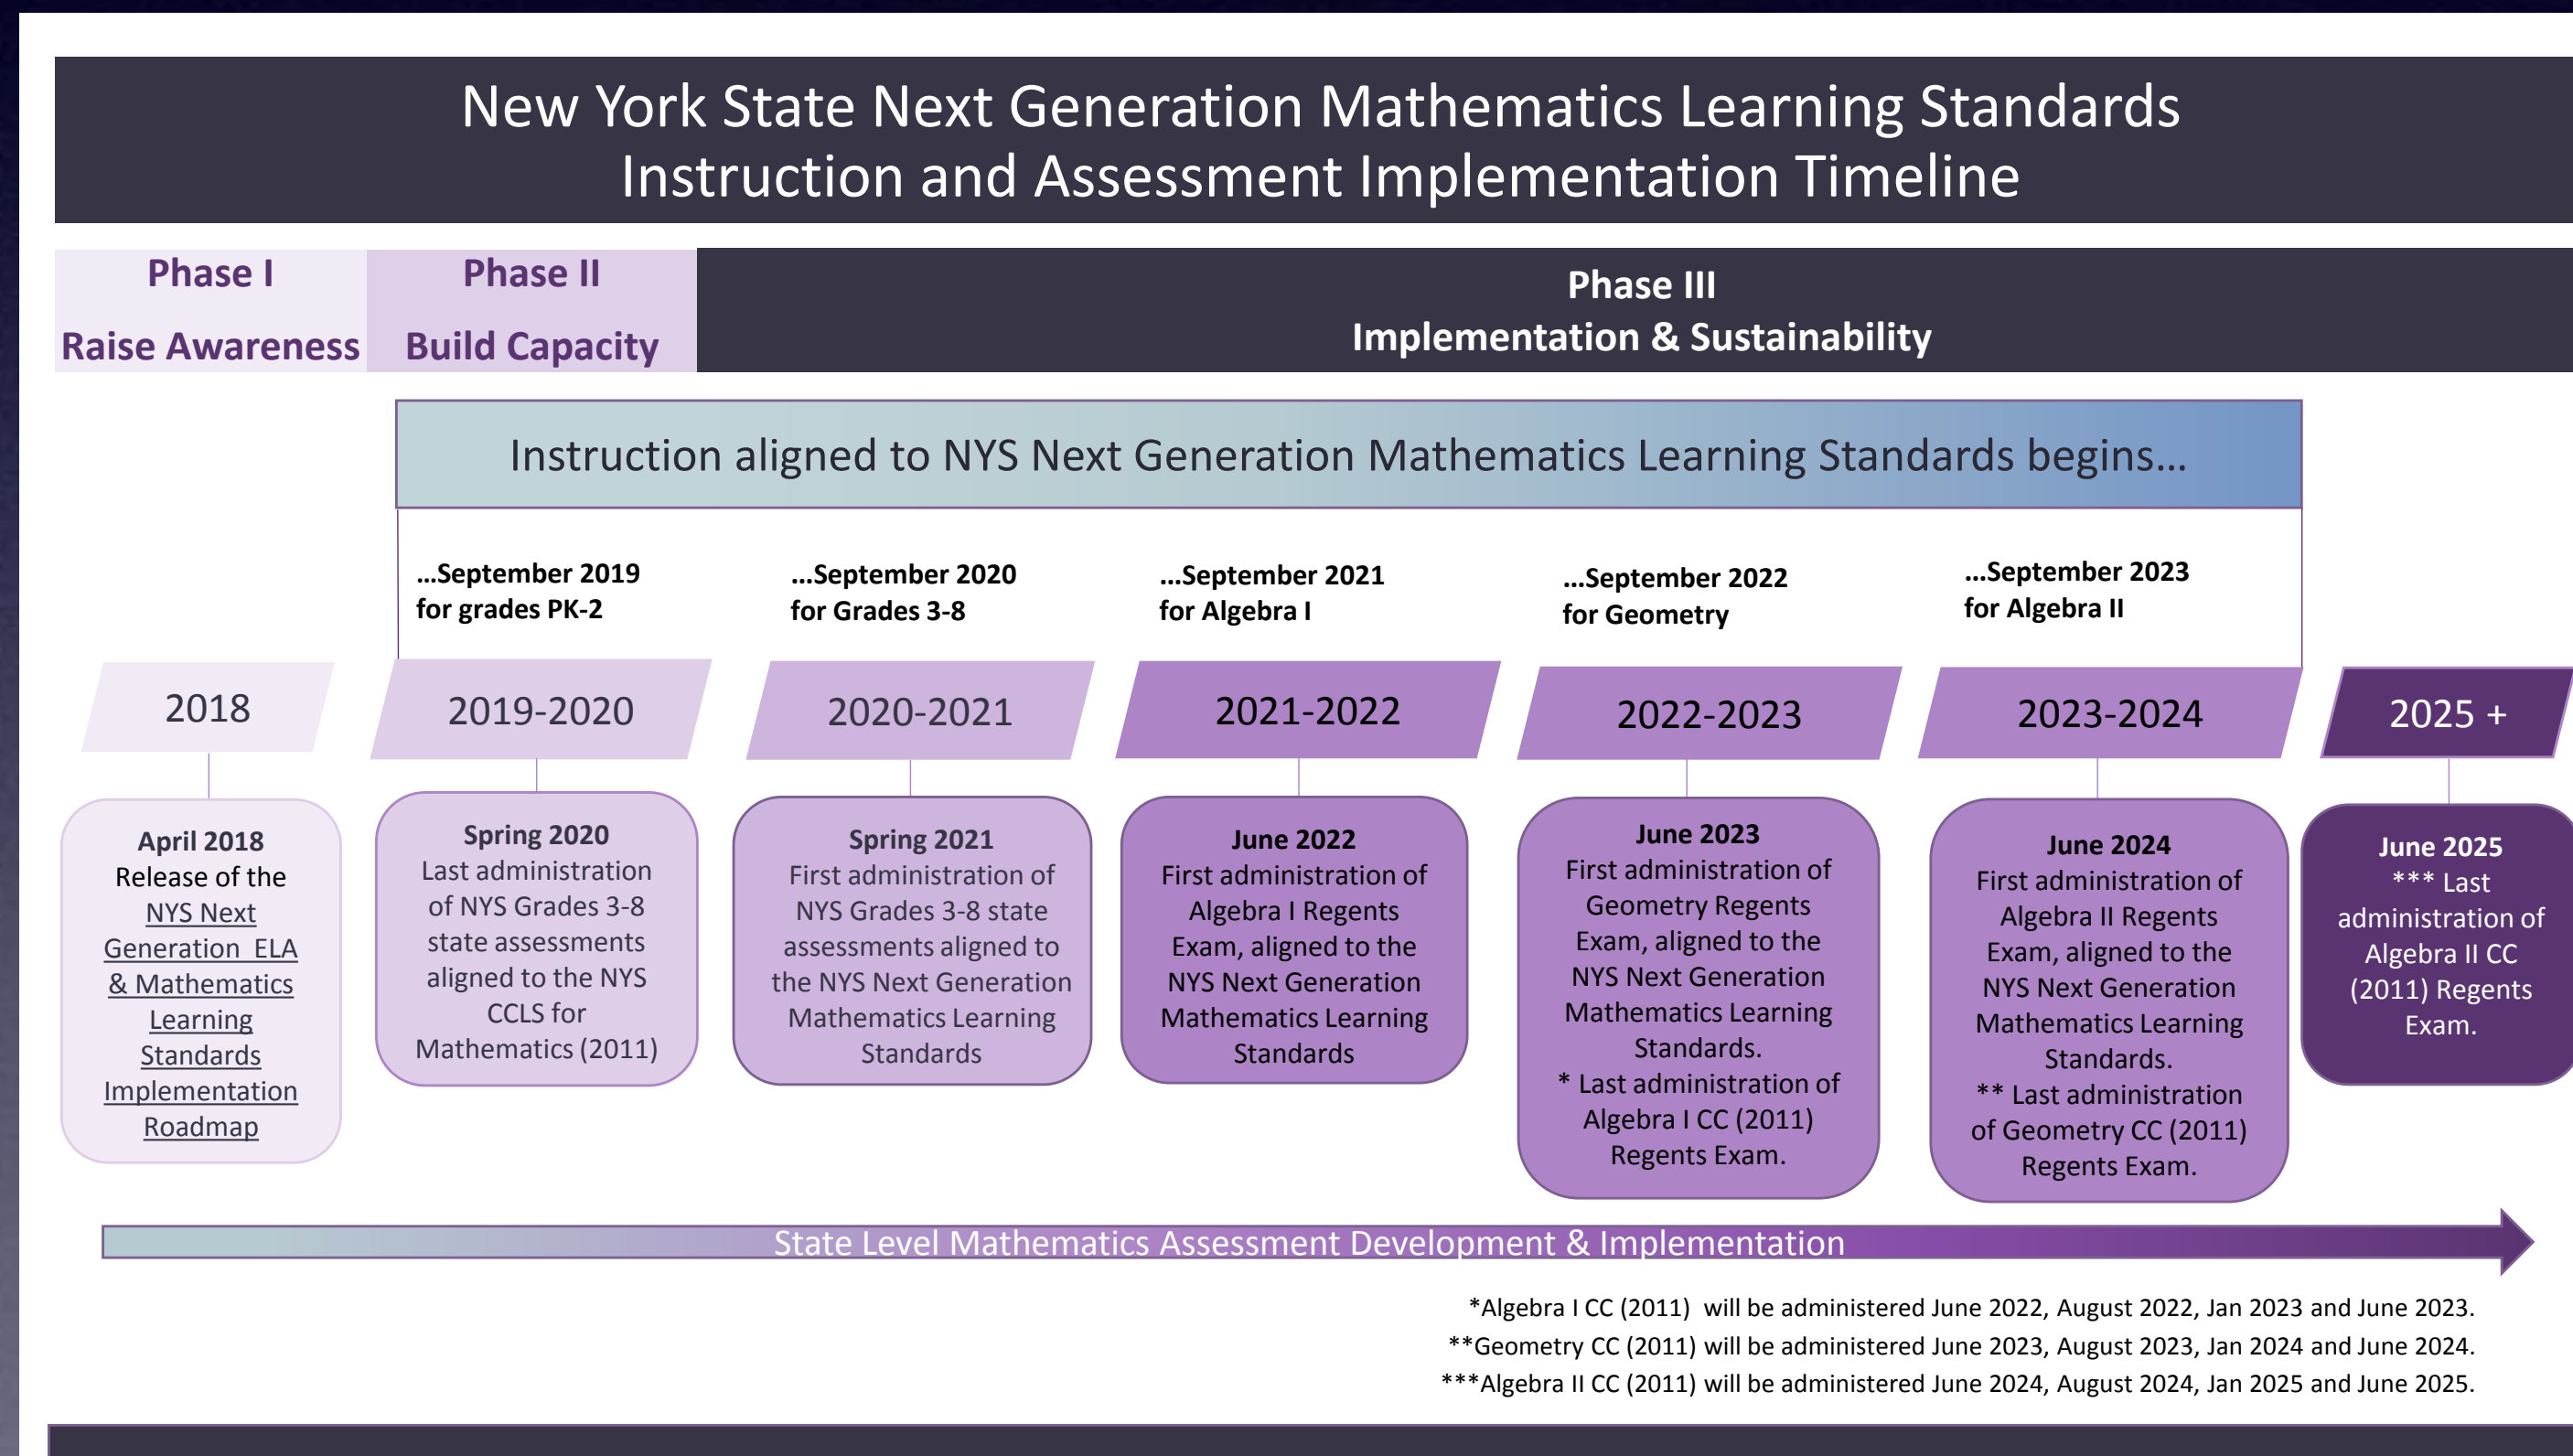 New York State Next Generation Mathematics Learning Standards
Instruction and Assessment Implementation Timeline
Phase I
Raise Awareness
Phase II
Build Capacity
Phase III
Implementation & Sustainability
Instruction aligned to NYS Next Generation Mathematics Learning Standards begins...
...September 2019
for grades PK-2
...September 2020
for Grades 3-8
...September 2021
for Algebra I
...September 2022
for Geometry
...September 2023
for Algebra II
2018
2019-2020
2020-2021
2021-2022
2022-2023
2023-2024
2025 +
April 2018
Release of the
NYS Next
Generation ELA
& Mathematics
Learning
Standards
Implementation
Roadmap
Spring 2020
Last administration
of NYS Grades 3-8
state assessments
aligned to the NYS
CCLS for
Mathematics (2011)
Spring 2021
First administration of
NYS Grades 3-8 state
assessments aligned to
the NYS Next Generation
Mathematics Learning
Standards
June 2022
First administration of
Algebra I Regents
Exam, aligned to the
NYS Next Generation
Mathematics Learning
Standards
June 2023
First administration of
Geometry Regents
Exam, aligned to the
NYS Next Generation
Mathematics Learning
Standards.
* Last administration of
Algebra I CC (2011)
Regents Exam.
June 2024
First administration of
Algebra II Regents
Exam, aligned to the
NYS Next Generation
Mathematics Learning
Standards.
** Last administration
of Geometry CC (2011)
Regents Exam.
June 2025
*** Last
administration of
Algebra II CC
(2011) Regents
Exam.
State Level Mathematics Assessment Development & Implementation
*Algebra I CC (2011) will be administered June 2022, August 2022, Jan 2023 and June 2023.
**Geometry CC (2011) will be administered June 2023, August 2023, Jan 2024 and June 2024.
***Algebra II CC (2011) will be administered June 2024, August 2024, Jan 2025 and June 2025.